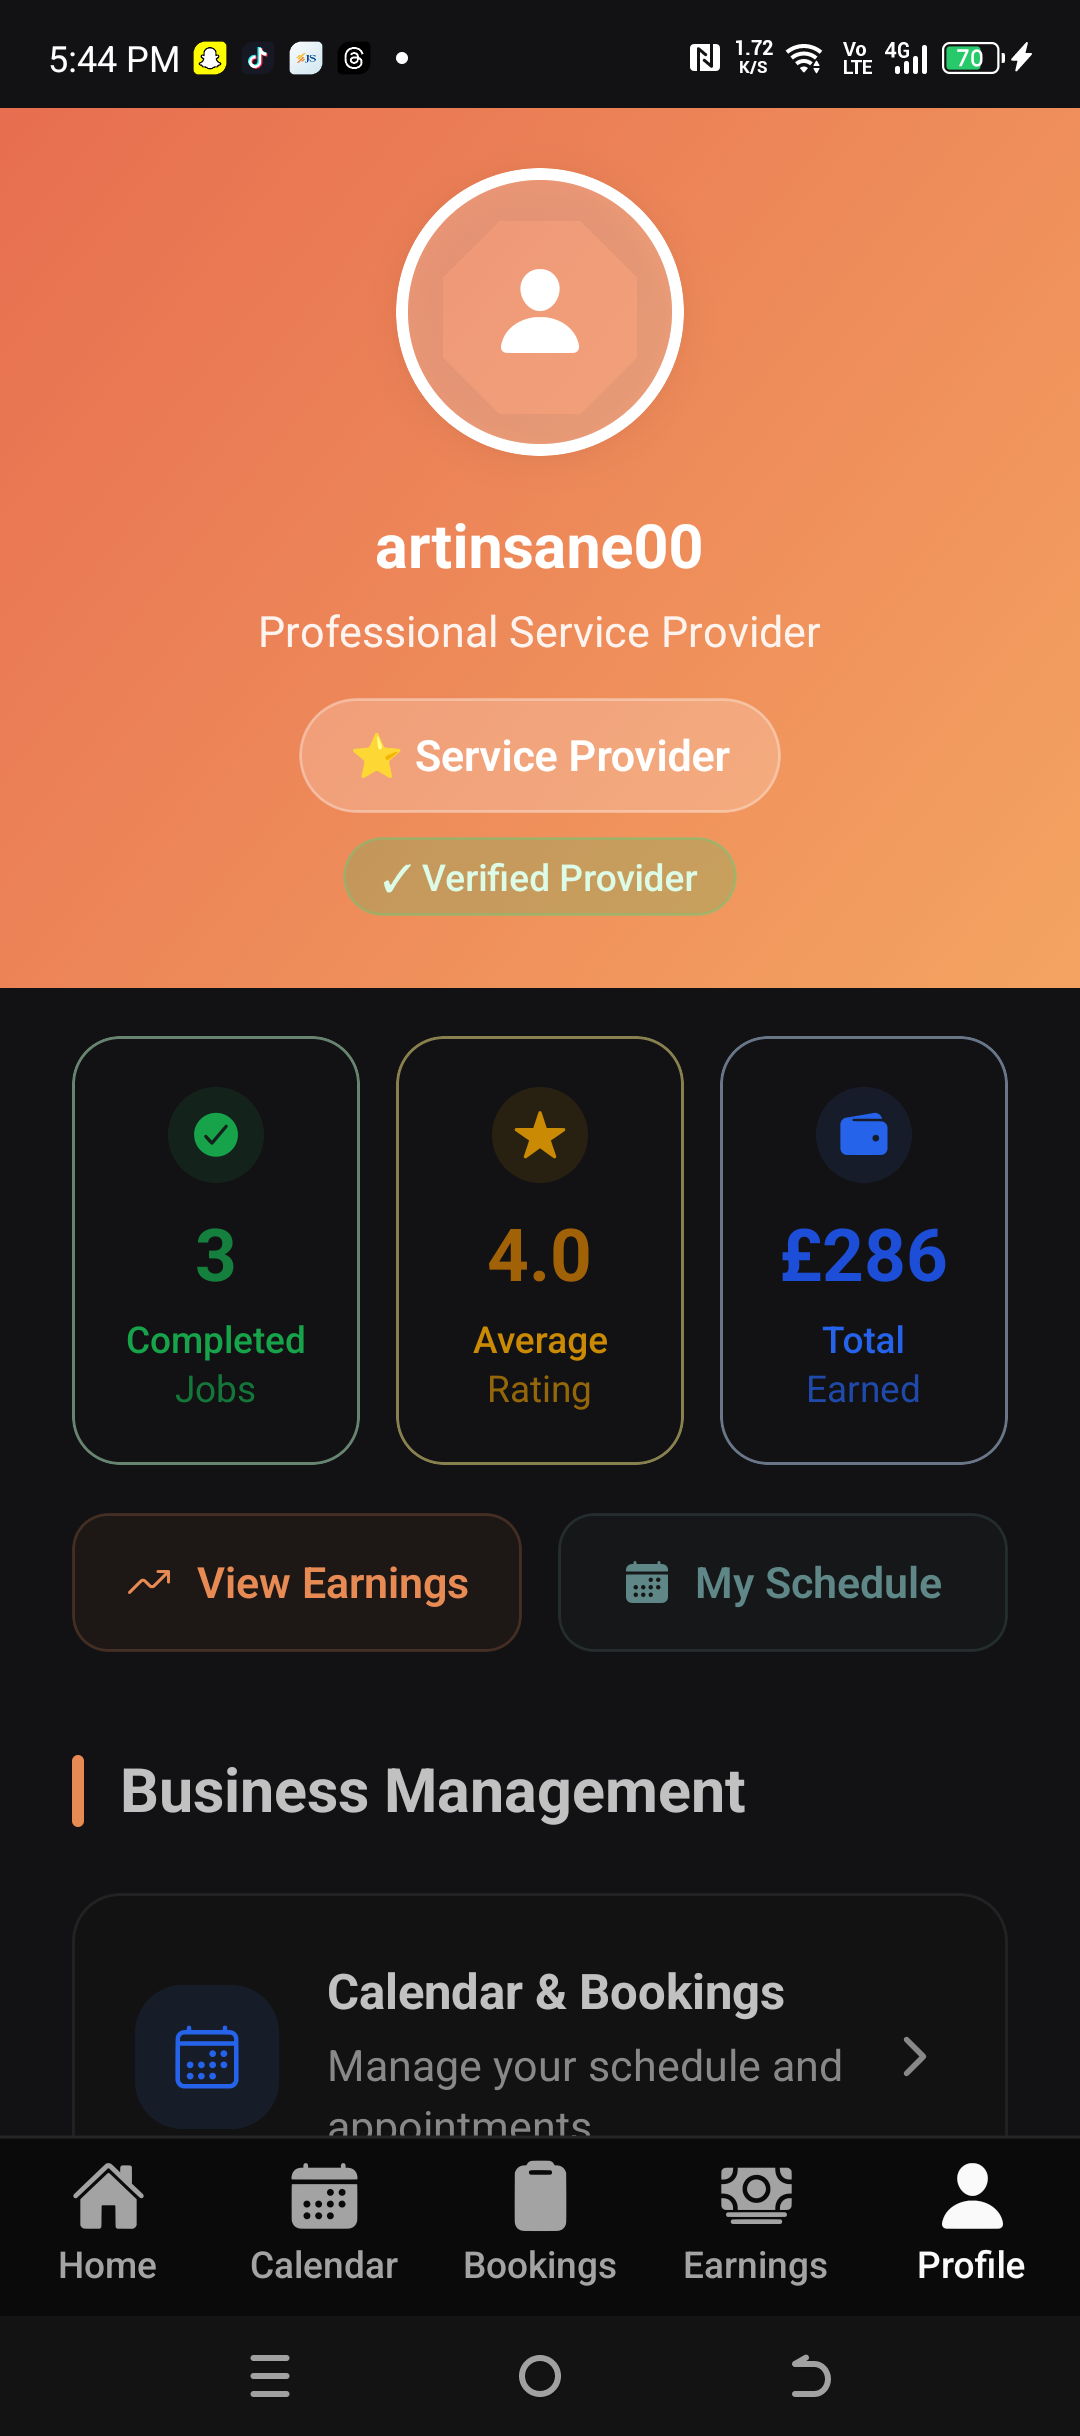 5:44 PM
JS
1.72 K/S
Vo LTE
4G
70
artinsane00
Professional Service Provider
⭐ Service Provider
✓ Verified Provider
3
Completed
Jobs
4.0
Average
Rating
£286
Total
Earned
View Earnings
My Schedule
Business Management
Calendar & Bookings
Manage your schedule and
appointments
Home
Calendar
Bookings
Earnings
Profile